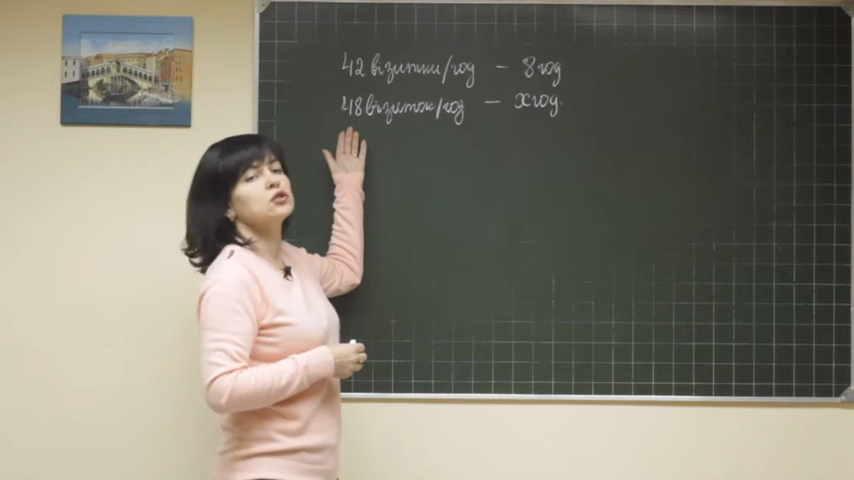 42 візитки/год — 8 год
48 візиток/год — x год.